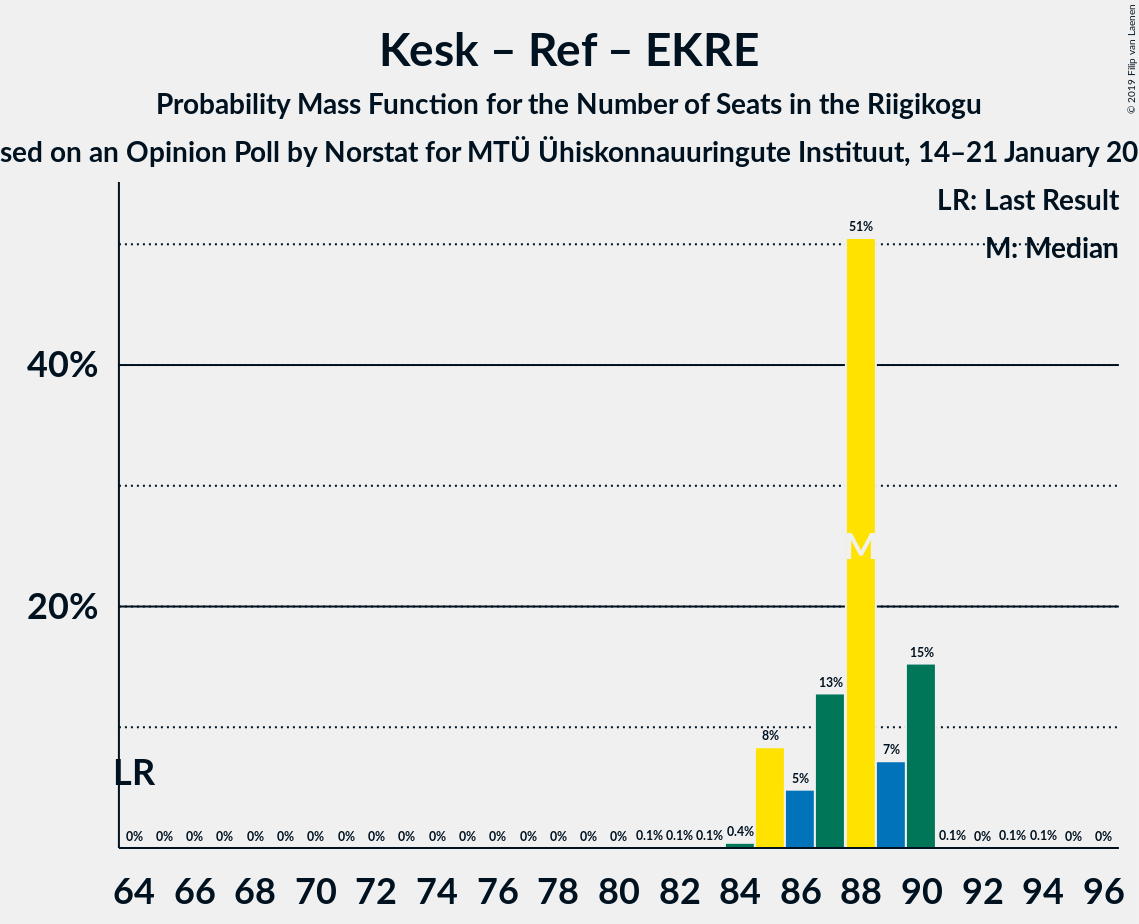 Kesk – Ref – EKRE
Probability Mass Function for the Number of Seats in the Riigikogu
sed on an Opinion Poll by Norstat for MTÜ Ühiskonnauuringute Instituut, 14–21 January 20
© 2019 Filip van Laenen
LR: Last Result
M: Median
51%
40%
M
20%
15%
13%
8%
7%
5%
LR
0% 0% 0% 0% 0% 0% 0% 0% 0% 0% 0% 0% 0% 0% 0% 0% 0% 0.1% 0.1% 0.1% 0.4% 0.1% 0% 0.1% 0.1% 0% 0%
64 66 68 70 72 74 76 78 80 82 84 86 88 90 92 94 96